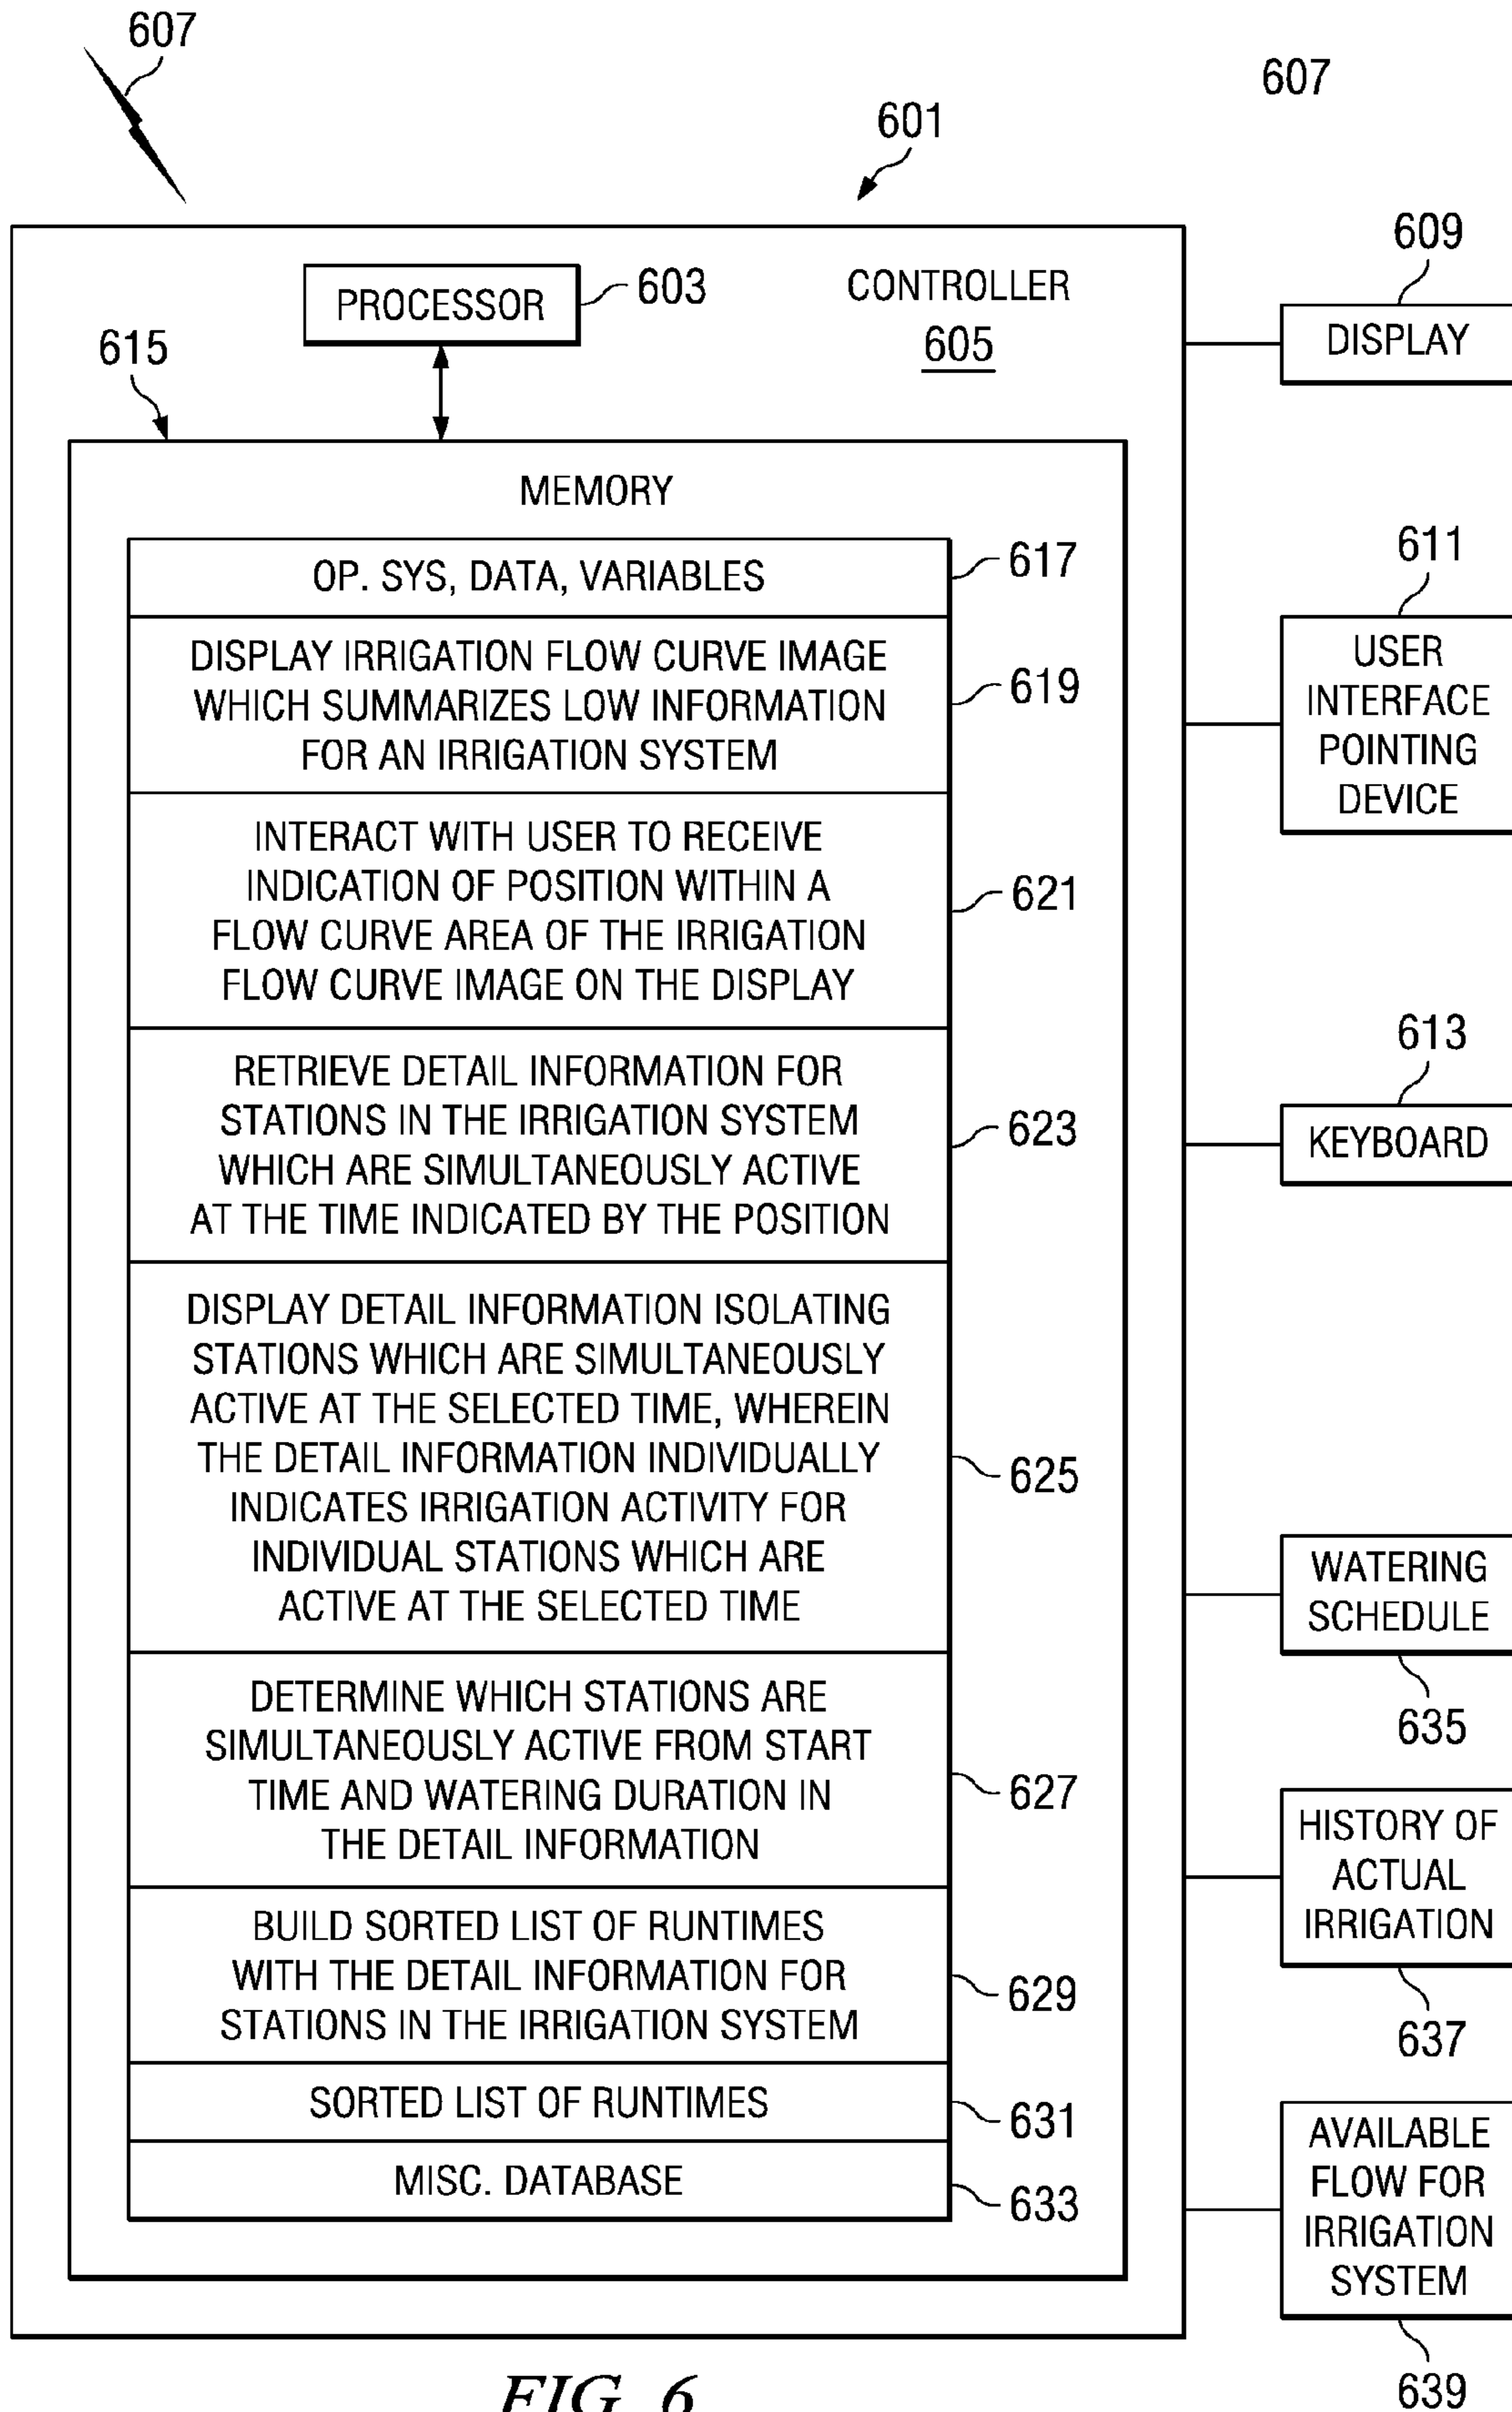 607
607
601
PROCESSOR
603
CONTROLLER
605
615
MEMORY
OP. SYS, DATA, VARIABLES
617
DISPLAY IRRIGATION FLOW CURVE IMAGE
WHICH SUMMARIZES LOW INFORMATION
FOR AN IRRIGATION SYSTEM
619
INTERACT WITH USER TO RECEIVE
INDICATION OF POSITION WITHIN A
FLOW CURVE AREA OF THE IRRIGATION
FLOW CURVE IMAGE ON THE DISPLAY
621
RETRIEVE DETAIL INFORMATION FOR
STATIONS IN THE IRRIGATION SYSTEM
WHICH ARE SIMULTANEOUSLY ACTIVE
AT THE TIME INDICATED BY THE POSITION
623
DISPLAY DETAIL INFORMATION ISOLATING
STATIONS WHICH ARE SIMULTANEOUSLY
ACTIVE AT THE SELECTED TIME, WHEREIN
THE DETAIL INFORMATION INDIVIDUALLY
INDICATES IRRIGATION ACTIVITY FOR
INDIVIDUAL STATIONS WHICH ARE
ACTIVE AT THE SELECTED TIME
625
DETERMINE WHICH STATIONS ARE
SIMULTANEOUSLY ACTIVE FROM START
TIME AND WATERING DURATION IN
THE DETAIL INFORMATION
627
BUILD SORTED LIST OF RUNTIMES
WITH THE DETAIL INFORMATION FOR
STATIONS IN THE IRRIGATION SYSTEM
629
SORTED LIST OF RUNTIMES
631
MISC. DATABASE
633
609
DISPLAY
611
USER
INTERFACE
POINTING
DEVICE
613
KEYBOARD
WATERING
SCHEDULE
635
HISTORY OF
ACTUAL
IRRIGATION
637
AVAILABLE
FLOW FOR
IRRIGATION
SYSTEM
639
FIG. 6